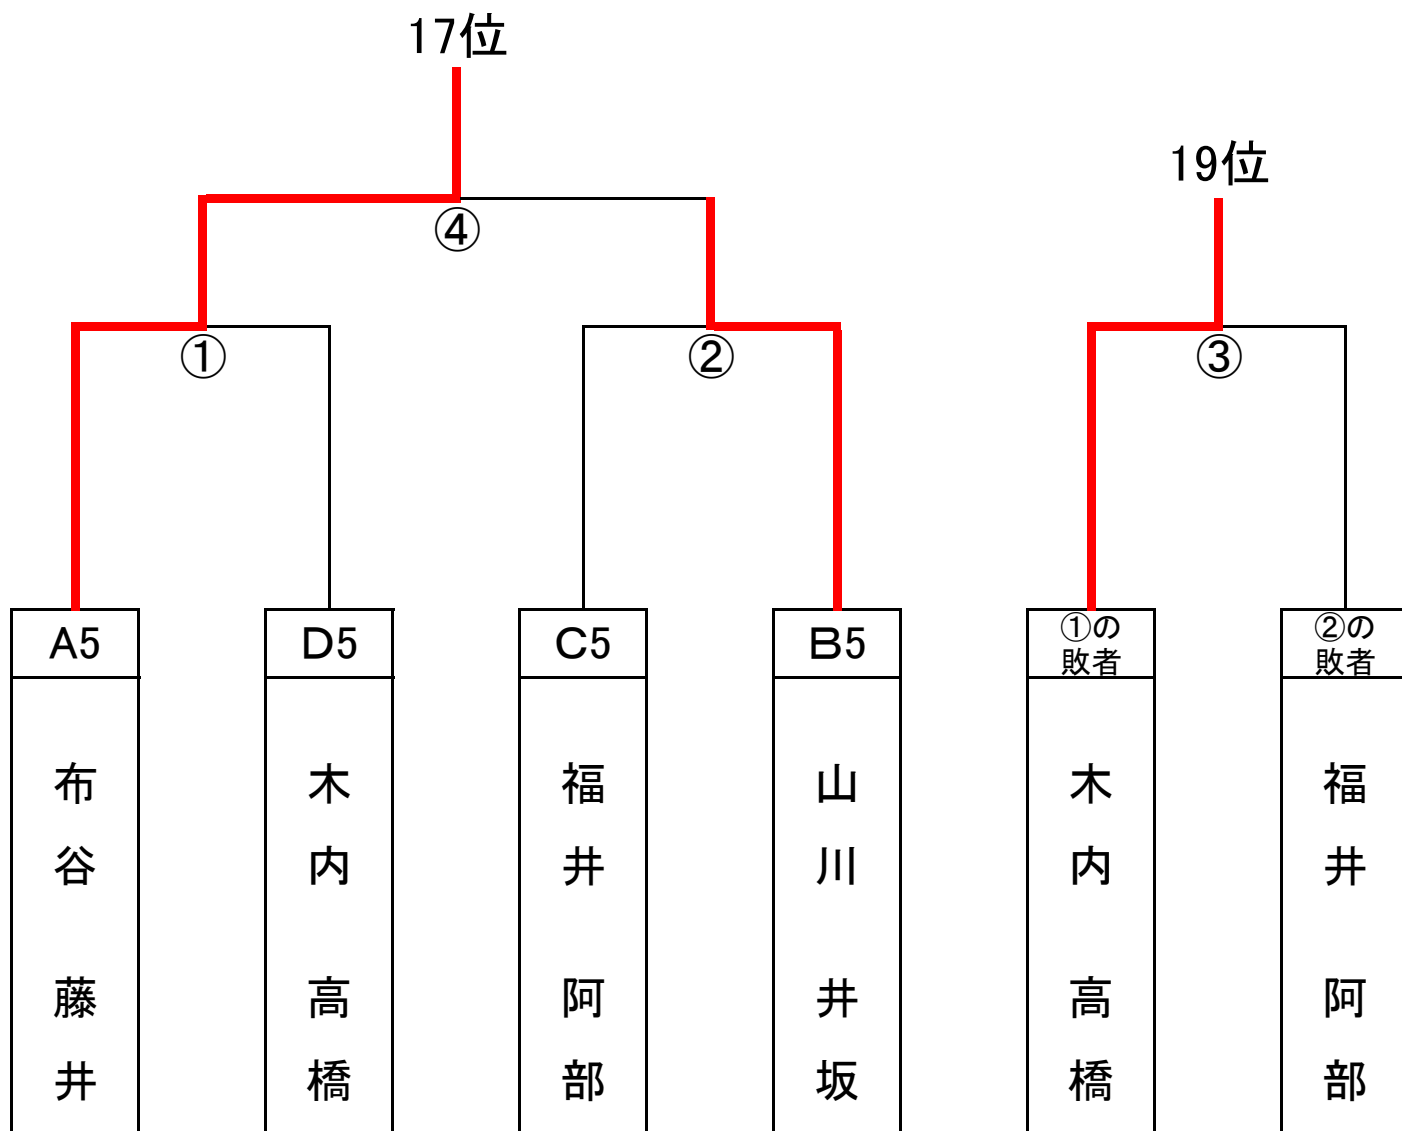 17位
19位
④
①
②
③
A5
D5
C5
B5
①の
敗者
②の
敗者
布谷 藤井
木内 高橋
福井 阿部
山川 井坂
木内 高橋
福井 阿部